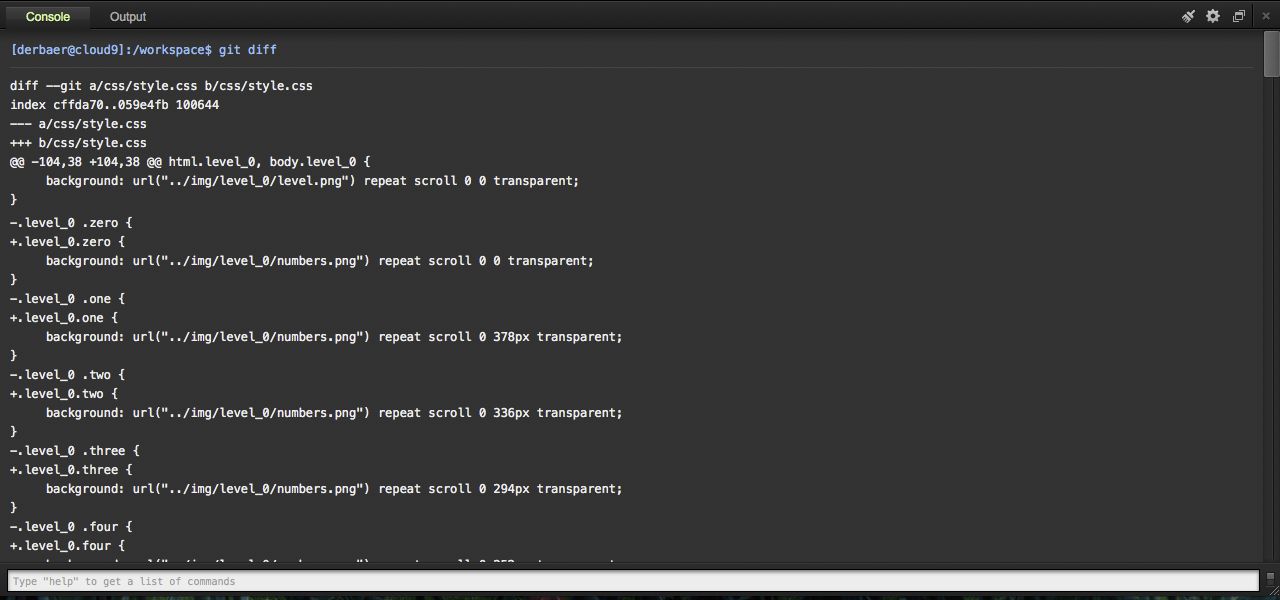 Console Output
[derbaer@cloud9]:/workspace$ git diff
diff --git a/css/style.css b/css/style.css
index cffda70..059e4fb 100644
--- a/css/style.css
+++ b/css/style.css
@@ -104,38 +104,38 @@ html.level_0, body.level_0 {
     background: url("../img/level_0/level.png") repeat scroll 0 0 transparent;
}
-.level_0 .zero {
+.level_0.zero {
     background: url("../img/level_0/numbers.png") repeat scroll 0 0 transparent;
}
-.level_0 .one {
+.level_0.one {
     background: url("../img/level_0/numbers.png") repeat scroll 0 378px transparent;
}
-.level_0 .two {
+.level_0.two {
     background: url("../img/level_0/numbers.png") repeat scroll 0 336px transparent;
}
-.level_0 .three {
+.level_0.three {
     background: url("../img/level_0/numbers.png") repeat scroll 0 294px transparent;
}
-.level_0 .four {
+.level_0.four {
Type "help" to get a list of commands